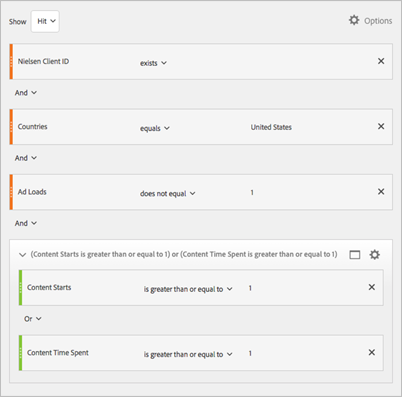 Show Hit Options
Nielsen Client ID exists
And
Countries equals United States
And
Ad Loads does not equal 1
And
(Content Starts is greater than or equal to 1) or (Content Time Spent is greater than or equal to 1)
Content Starts is greater than or equal to 1
Or
Content Time Spent is greater than or equal to 1